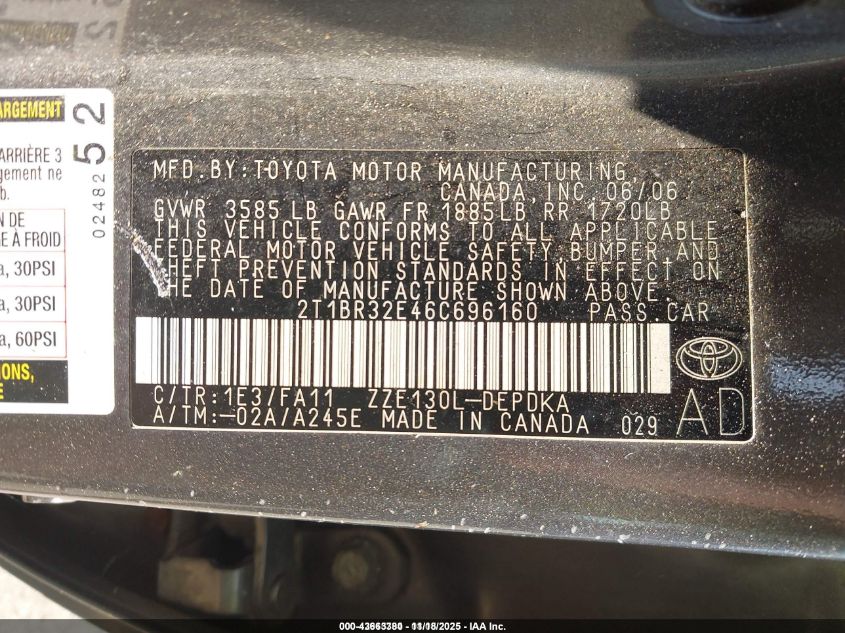 ARGEMENT
ARRIÈRE 3
gement ne
b.
N DE
E À FROID
a, 30PSI
a, 30PSI
a, 60PSI
IONS,
E
02482 52
MFD. BY: TOYOTA MOTOR MANUFACTURING,
CANADA, INC. 06/06
GVWR 3585 LB GAWR FR 1885LB RR 1720LB
THIS VEHICLE CONFORMS TO ALL APPLICABLE
FEDERAL MOTOR VEHICLE SAFETY, BUMPER, AND
THEFT PREVENTION STANDARDS IN EFFECT ON
THE DATE OF MANUFACTURE SHOWN ABOVE.
2T1BR32E46C696160 PASS. CAR
C/TR: 1E3/FA11 ZZE130L-DEPDKA
A/TM:-02A/A245E MADE IN CANADA 029 AD
11/18/2025 - IAA Inc.